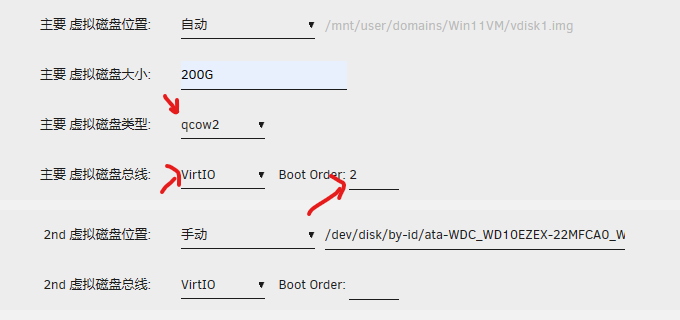 主要 虚拟磁盘位置: 自动 /mnt/user/domains/Win11VM/vdisk1.img
主要 虚拟磁盘大小: 200G
主要 虚拟磁盘类型: qcow2
主要 虚拟磁盘总线: VirtIO Boot Order: 2
2nd 虚拟磁盘位置: 手动 /dev/disk/by-id/ata-WDC_WD10EZEX-22MFCA0_W
2nd 虚拟磁盘总线: VirtIO Boot Order: